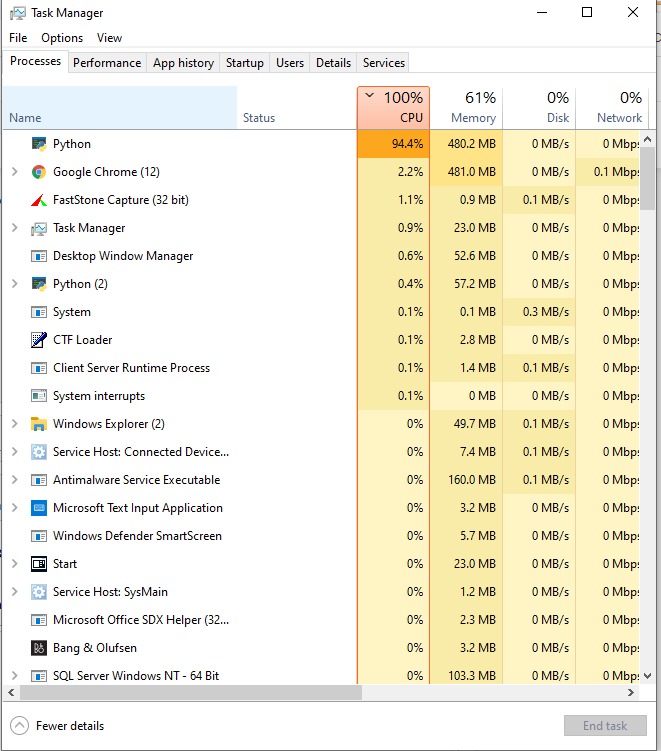 Task Manager
File Options View
Processes Performance App history Startup Users Details Services
100% 61% 0% 0%
Name Status CPU Memory Disk Network
Python 94.4% 480.2 MB 0 MB/s 0 Mbps
Google Chrome (12) 2.2% 481.0 MB 0 MB/s 0.1 Mbps
FastStone Capture (32 bit) 1.1% 0.9 MB 0.1 MB/s 0 Mbps
Task Manager 0.9% 23.0 MB 0 MB/s 0 Mbps
Desktop Window Manager 0.6% 52.6 MB 0 MB/s 0 Mbps
Python (2) 0.4% 57.2 MB 0 MB/s 0 Mbps
System 0.1% 0.1 MB 0.3 MB/s 0 Mbps
CTF Loader 0.1% 2.8 MB 0 MB/s 0 Mbps
Client Server Runtime Process 0.1% 1.4 MB 0.1 MB/s 0 Mbps
System interrupts 0.1% 0 MB 0 MB/s 0 Mbps
Windows Explorer (2) 0% 49.7 MB 0.1 MB/s 0 Mbps
Service Host: Connected Device... 0% 7.4 MB 0.1 MB/s 0 Mbps
Antimalware Service Executable 0% 160.0 MB 0.1 MB/s 0 Mbps
Microsoft Text Input Application 0% 3.2 MB 0 MB/s 0 Mbps
Windows Defender SmartScreen 0% 5.7 MB 0 MB/s 0 Mbps
Start 0% 23.0 MB 0 MB/s 0 Mbps
Service Host: SysMain 0% 1.2 MB 0 MB/s 0 Mbps
Microsoft Office SDX Helper (32... 0% 2.3 MB 0 MB/s 0 Mbps
Bang & Olufsen 0% 3.2 MB 0 MB/s 0 Mbps
SQL Server Windows NT - 64 Bit 0% 103.3 MB 0 MB/s 0 Mbps
Fewer details End task